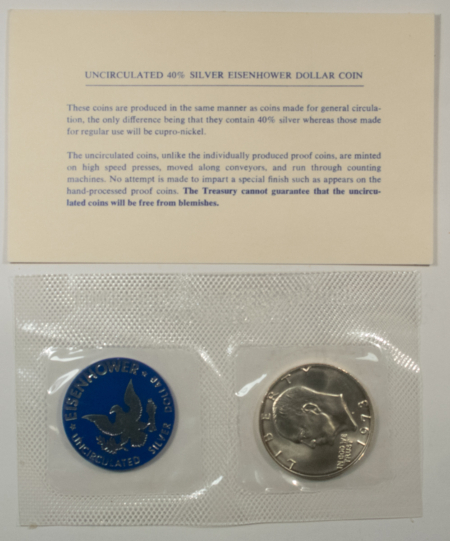 UNCIRCULATED 40% SILVER EISENHOWER DOLLAR COIN
These coins are produced in the same manner as coins made for general circula-
tion, the only difference being that they contain 40% silver whereas those made
for regular use will be cupro-nickel.
The uncirculated coins, unlike the individually produced proof coins, are minted
on high speed presses, moved along conveyors, and run through counting
machines. No attempt is made to impart a special finish such as appears on the
hand-processed proof coins. The Treasury cannot guarantee that the uncircu-
lated coins will be free from blemishes.
EISENHOWER DOLLAR
UNCIRCULATED SILVER
LIBERTY
IN GOD
WE TRUST
1973